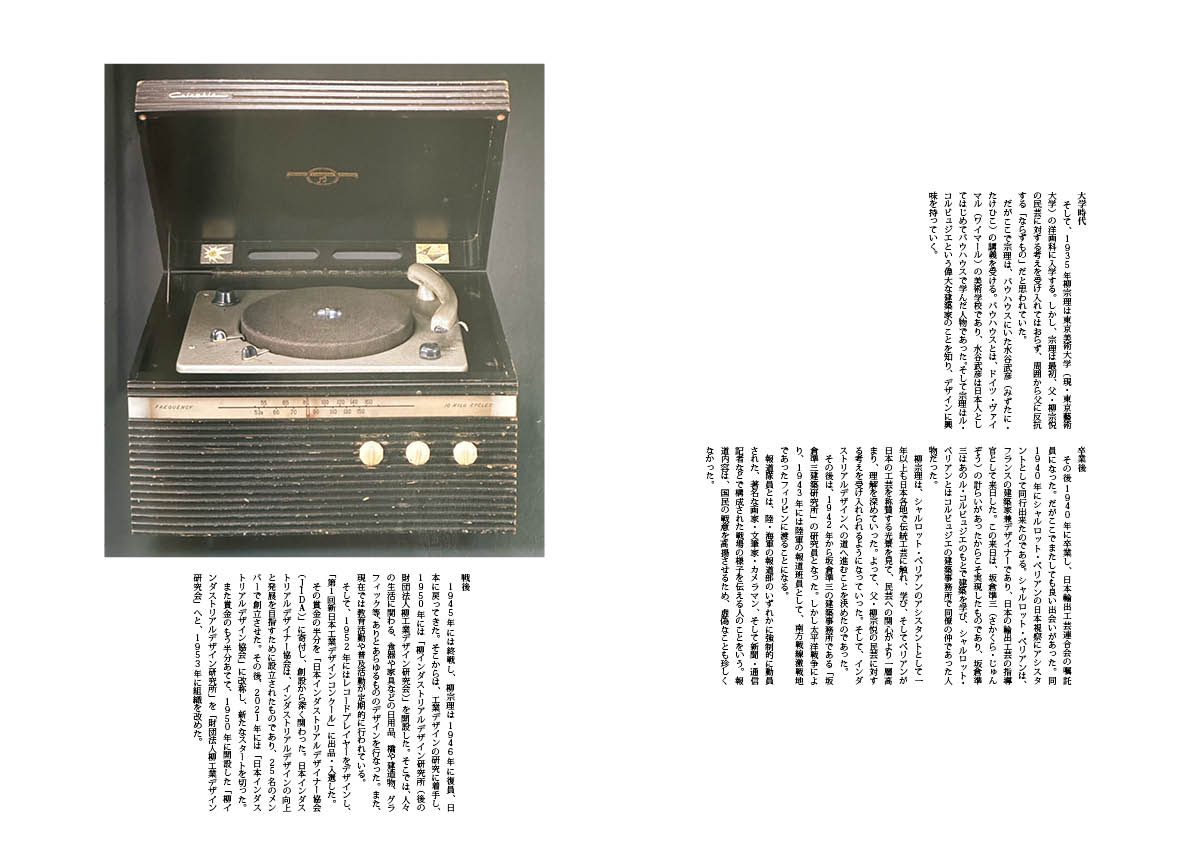 大学時代
そして、1935年柳宗理は東京美術大学（現・東京藝術
大学）の洋画科に入学する。しかし、宗理は最初、父・柳宗悦
の民芸に対する考えを受け入れてはおらず、周囲から父に反抗
する「ならずもの」だと思われていた。
だがここで宗理は、バウハウスにいた水谷武彦（みずたに・
たけひこ）の講義を受ける。バウハウスとは、ドイツ・ヴァイ
マル（ワイマール）の美術学校であり、水谷武彦は日本人とし
てはじめてバウハウスで学んだ人物であった。そして宗理はル・
コルビュジエという偉大な建築家のことを知り、デザインに興
味を持っていく。
卒業後
その後1940年に卒業し、日本輸出工芸連合会の嘱託
員になった。だがここでまたしても良い出会いがあった。同
1940年にシャルロット・ペリアンの日本視察にアシスタ
ントとして同行出来たのである。シャルロット・ペリアンは、
フランスの建築家兼デザイナーであり、日本の輸出工芸の指導
官として来日した。この来日は、坂倉準三（さかくら・じゅん
ぞう）の計らいがあったからこそ実現したものであり、坂倉準
三はあのル・コルビュジエのもとで建築を学び、シャルロット・
ペリアンとはコルビュジエの建築事務所で同僚の仲であった人
物だった。
柳宗理は、シャルロット・ペリアンのアシスタントとして一
年以上も日本各地で伝統工芸に触れ、学び、そしてペリアンが
日本の工芸を称賛する光景を見て、民芸への関心がより一層高
まり、理解を深めていった。よって、父・柳宗悦の民芸に対す
る考えを受け入れられるようになっていった。そして、インダ
ストリアルデザインへの道へ進むことを決めたのであった。
その後は、1942年から坂倉準三の建築事務所である「坂
倉準三建築研究所」の研究員となった。しかし太平洋戦争によ
り、1943年には陸軍の報道班員として、南方戦線激戦地
であったフィリピンに渡ることになる。
報道隊員とは、陸・海軍の報道部のいずれかに強制的に動員
された、著名な画家・文筆家・カメラマン、そして新聞・通信
記者などで構成された戦場の様子を伝える人のことをいう。報
道内容は、国民の戦意を高揚させるため、虚偽なことも珍しく
なかった。
FREQUENCY
55 65 80 100 120 140 160
60 70 90 110 130 150
10 KILO CYCLES
戦後
1945年には終戦し、柳宗理は1946年に復員、日
本に戻ってきた。そこからは、工業デザインの研究に着手し、
1950年には「柳インダストリアルデザイン研究所（後の
財団法人柳工業デザイン研究会）」を開設した。そこでは、人々
の生活に関わる、食器や家具などの日用品、橋や建造物、グラ
フィック等、ありとあらゆるもののデザインを行なった。また、
現在では教育活動や普及活動が定期的に行われている。
そして、1952年にはレコードプレイヤーをデザインし、
「第1回新日本工業デザインコンクール」に出品・入選した。
その賞金の半分を「日本インダストリアルデザイナー協会
（JIDA）」に寄付し、創設から深く関わった。日本インダス
トリアルデザイナー協会は、インダストリアルデザインの向上
と発展を目指すために設立されたものであり、25名のメン
バーで創立させた。その後、2021年には「日本インダス
トリアルデザイン協会」に改称し、新たなスタートを切った。
また賞金のもう半分あてて、1950年に開設した「柳イ
ンダストリアルデザイン研究所」を「財団法人柳工業デザイン
研究会」へと、1953年に組織を改めた。